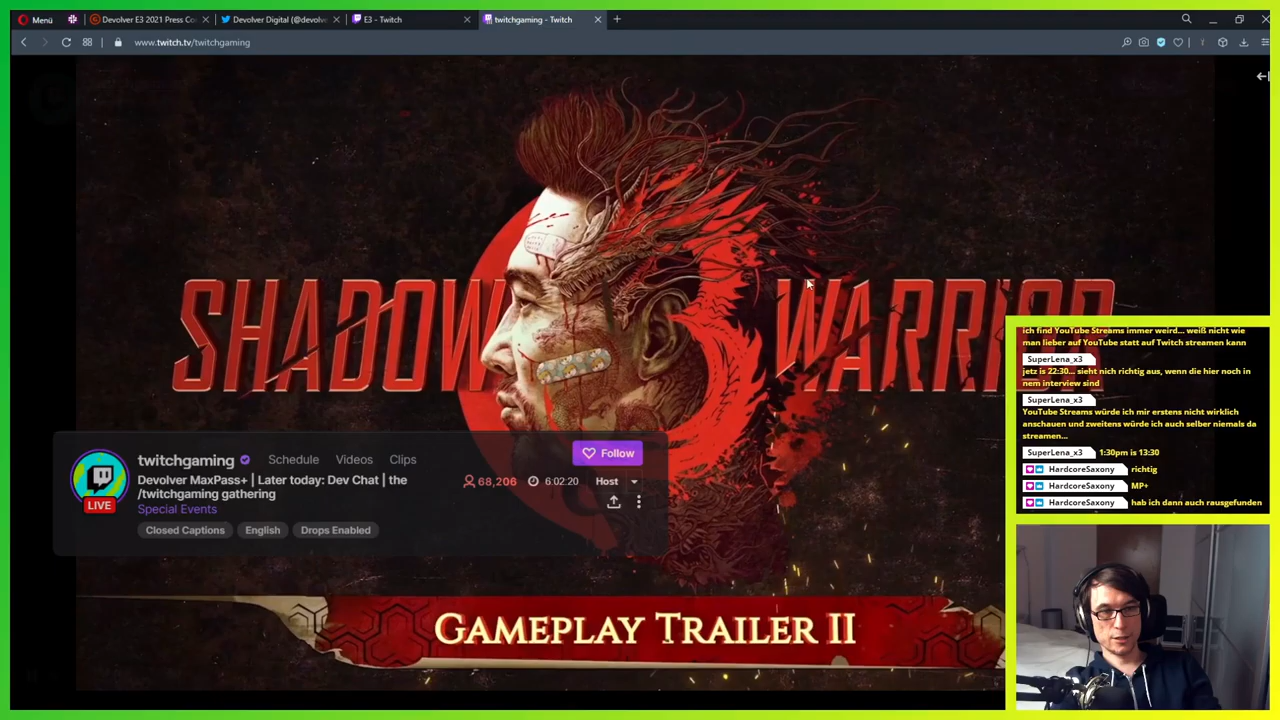 Menü
Devolver E3 2021 Press Co
Devolver Digital (@devolve
E3 - Twitch
twitchgaming - Twitch
www.twitch.tv/twitchgaming
SHADOW WARRIOR
twitchgaming
Schedule
Videos
Clips
Follow
LIVE
Devolver MaxPass+ | Later today: Dev Chat | the
/twitchgaming gathering
68,206
6:02:20
Host
Special Events
Closed Captions
English
Drops Enabled
GAMEPLAY TRAILER II
ich find YouTube Streams immer weird... weiß nicht wie
man lieber auf YouTube statt auf Twitch streamen kann
SuperLena_x3
jetz is 22:30... sieht nich richtig aus, wenn die hier noch in
nem interview sind
SuperLena_x3
YouTube Streams würde ich mir erstens nicht wirklich
anschauen und zweitens würde ich auch selber niemals da
streamen...
SuperLena_x3 1:30pm is 13:30
HardcoreSaxony richtig
HardcoreSaxony MP+
HardcoreSaxony hab ich dann auch rausgefunden